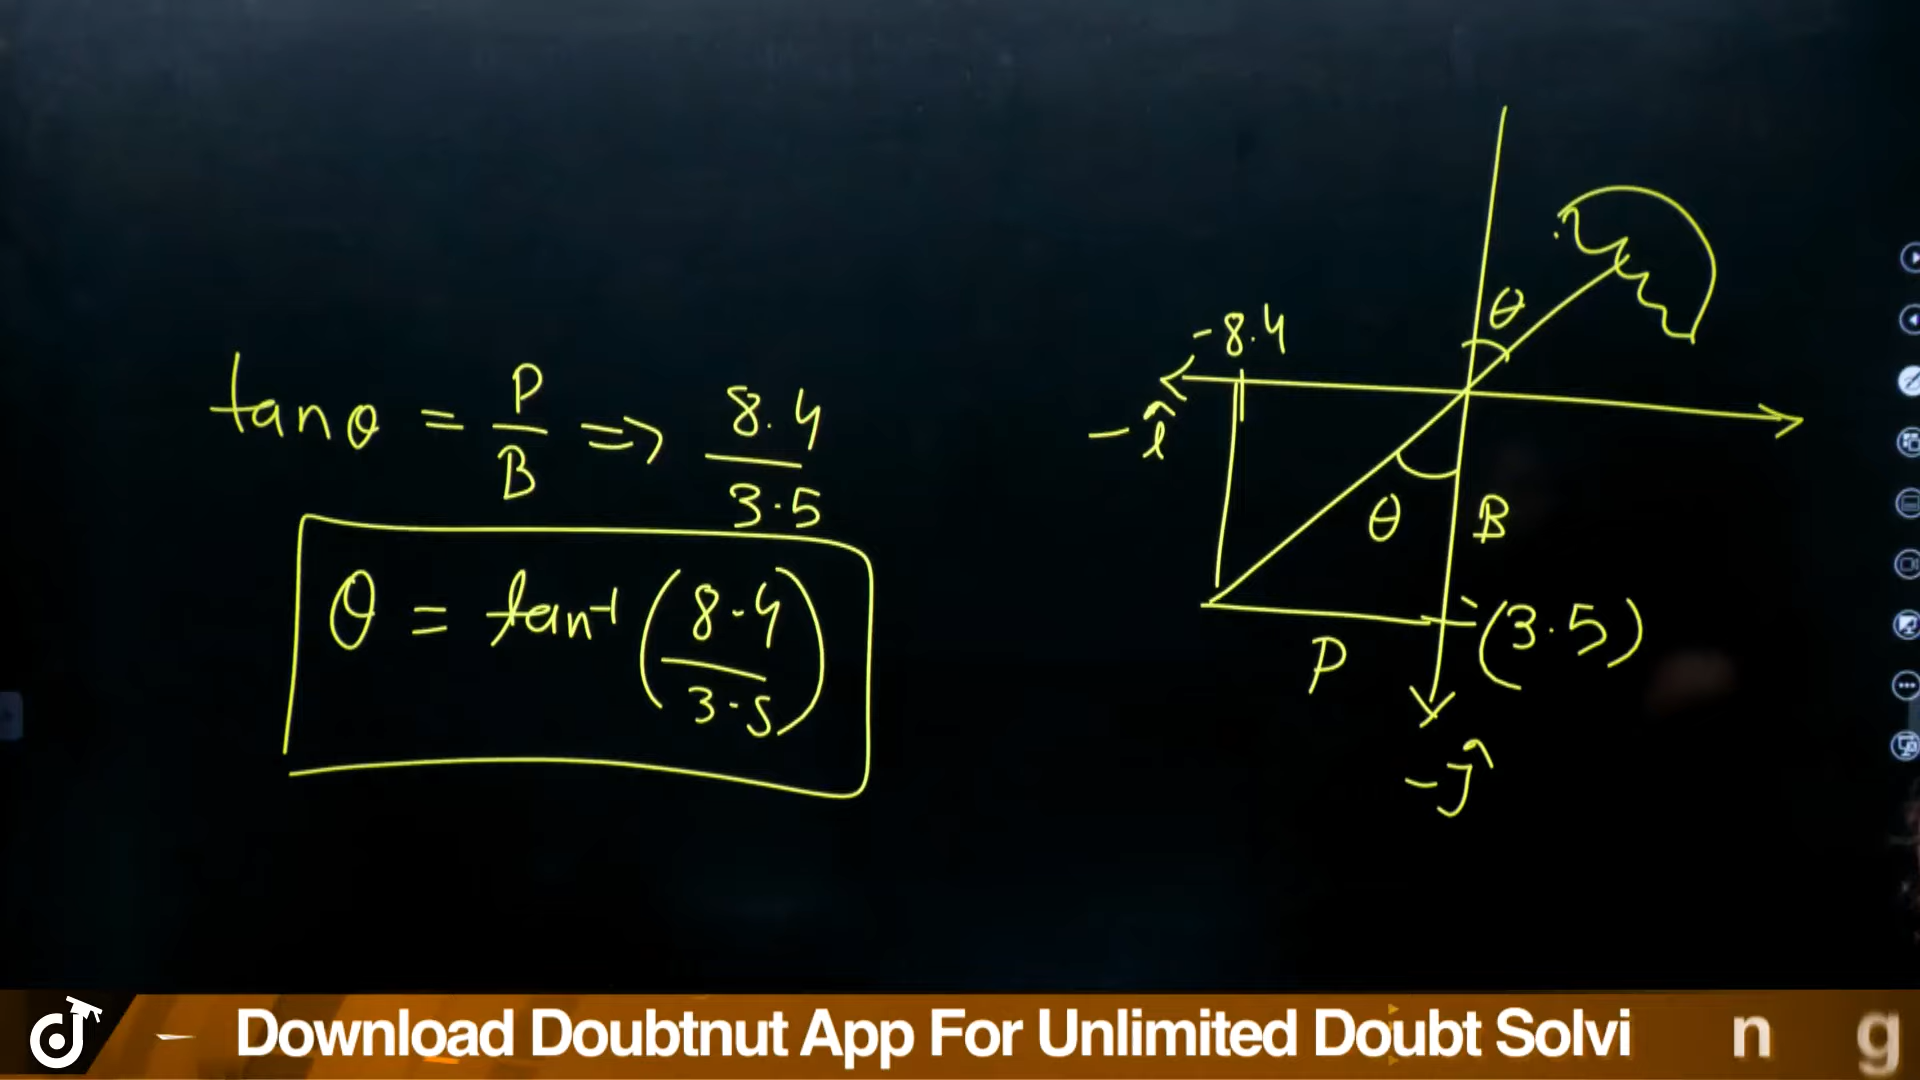 tanθ = P/B => 8.4/3.5
θ = tan⁻¹(8.4/3.5)
θ
-8.4
-î
θ
B
(3.5)
P
-ĵ
Download Doubtnut App For Unlimited Doubt Solvi n g